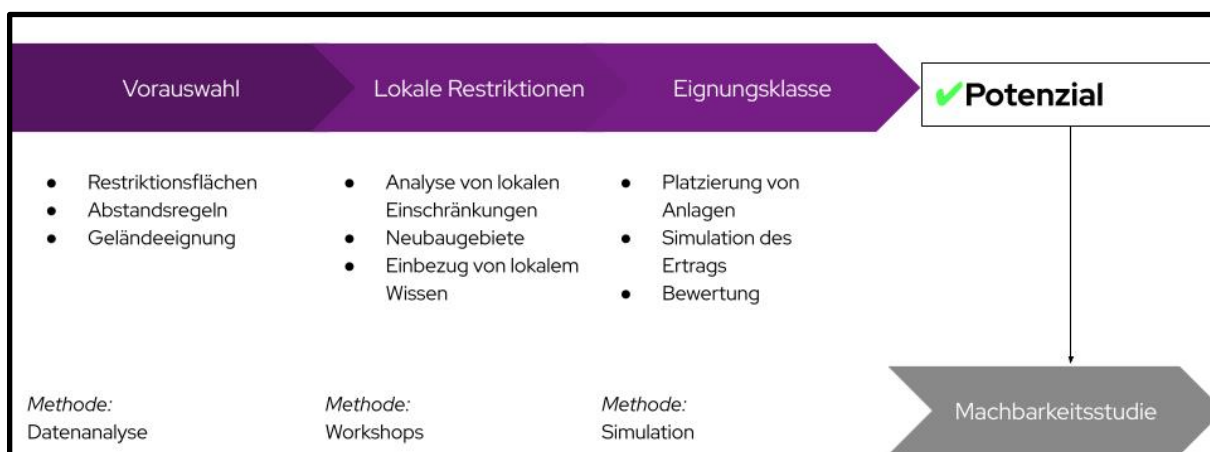 Vorauswahl
Lokale Restriktionen
Eignungsklasse
✔Potenzial
● Restriktionsflächen
● Abstandsregeln
● Geländeeignung
● Analyse von lokalen
Einschränkungen
● Neubaugebiete
● Einbezug von lokalem
Wissen
● Platzierung von
Anlagen
● Simulation des
Ertrags
● Bewertung
Methode:
Datenanalyse
Methode:
Workshops
Methode:
Simulation
Machbarkeitsstudie